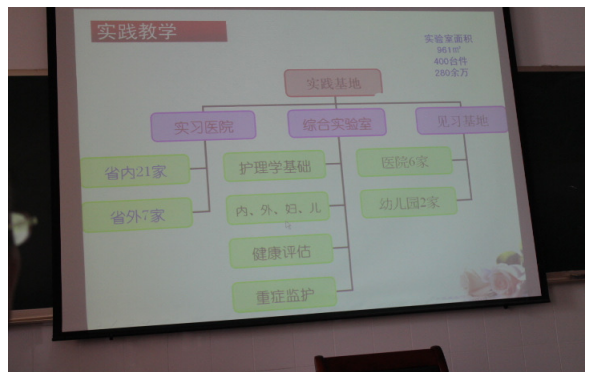 实践教学
实验室面积
961㎡
400台件
280余万
实践基地
实习医院
综合实验室
见习基地
省内21家
护理学基础
医院6家
省外7家
内、外、妇、儿
幼儿园2家
健康评估
重症监护